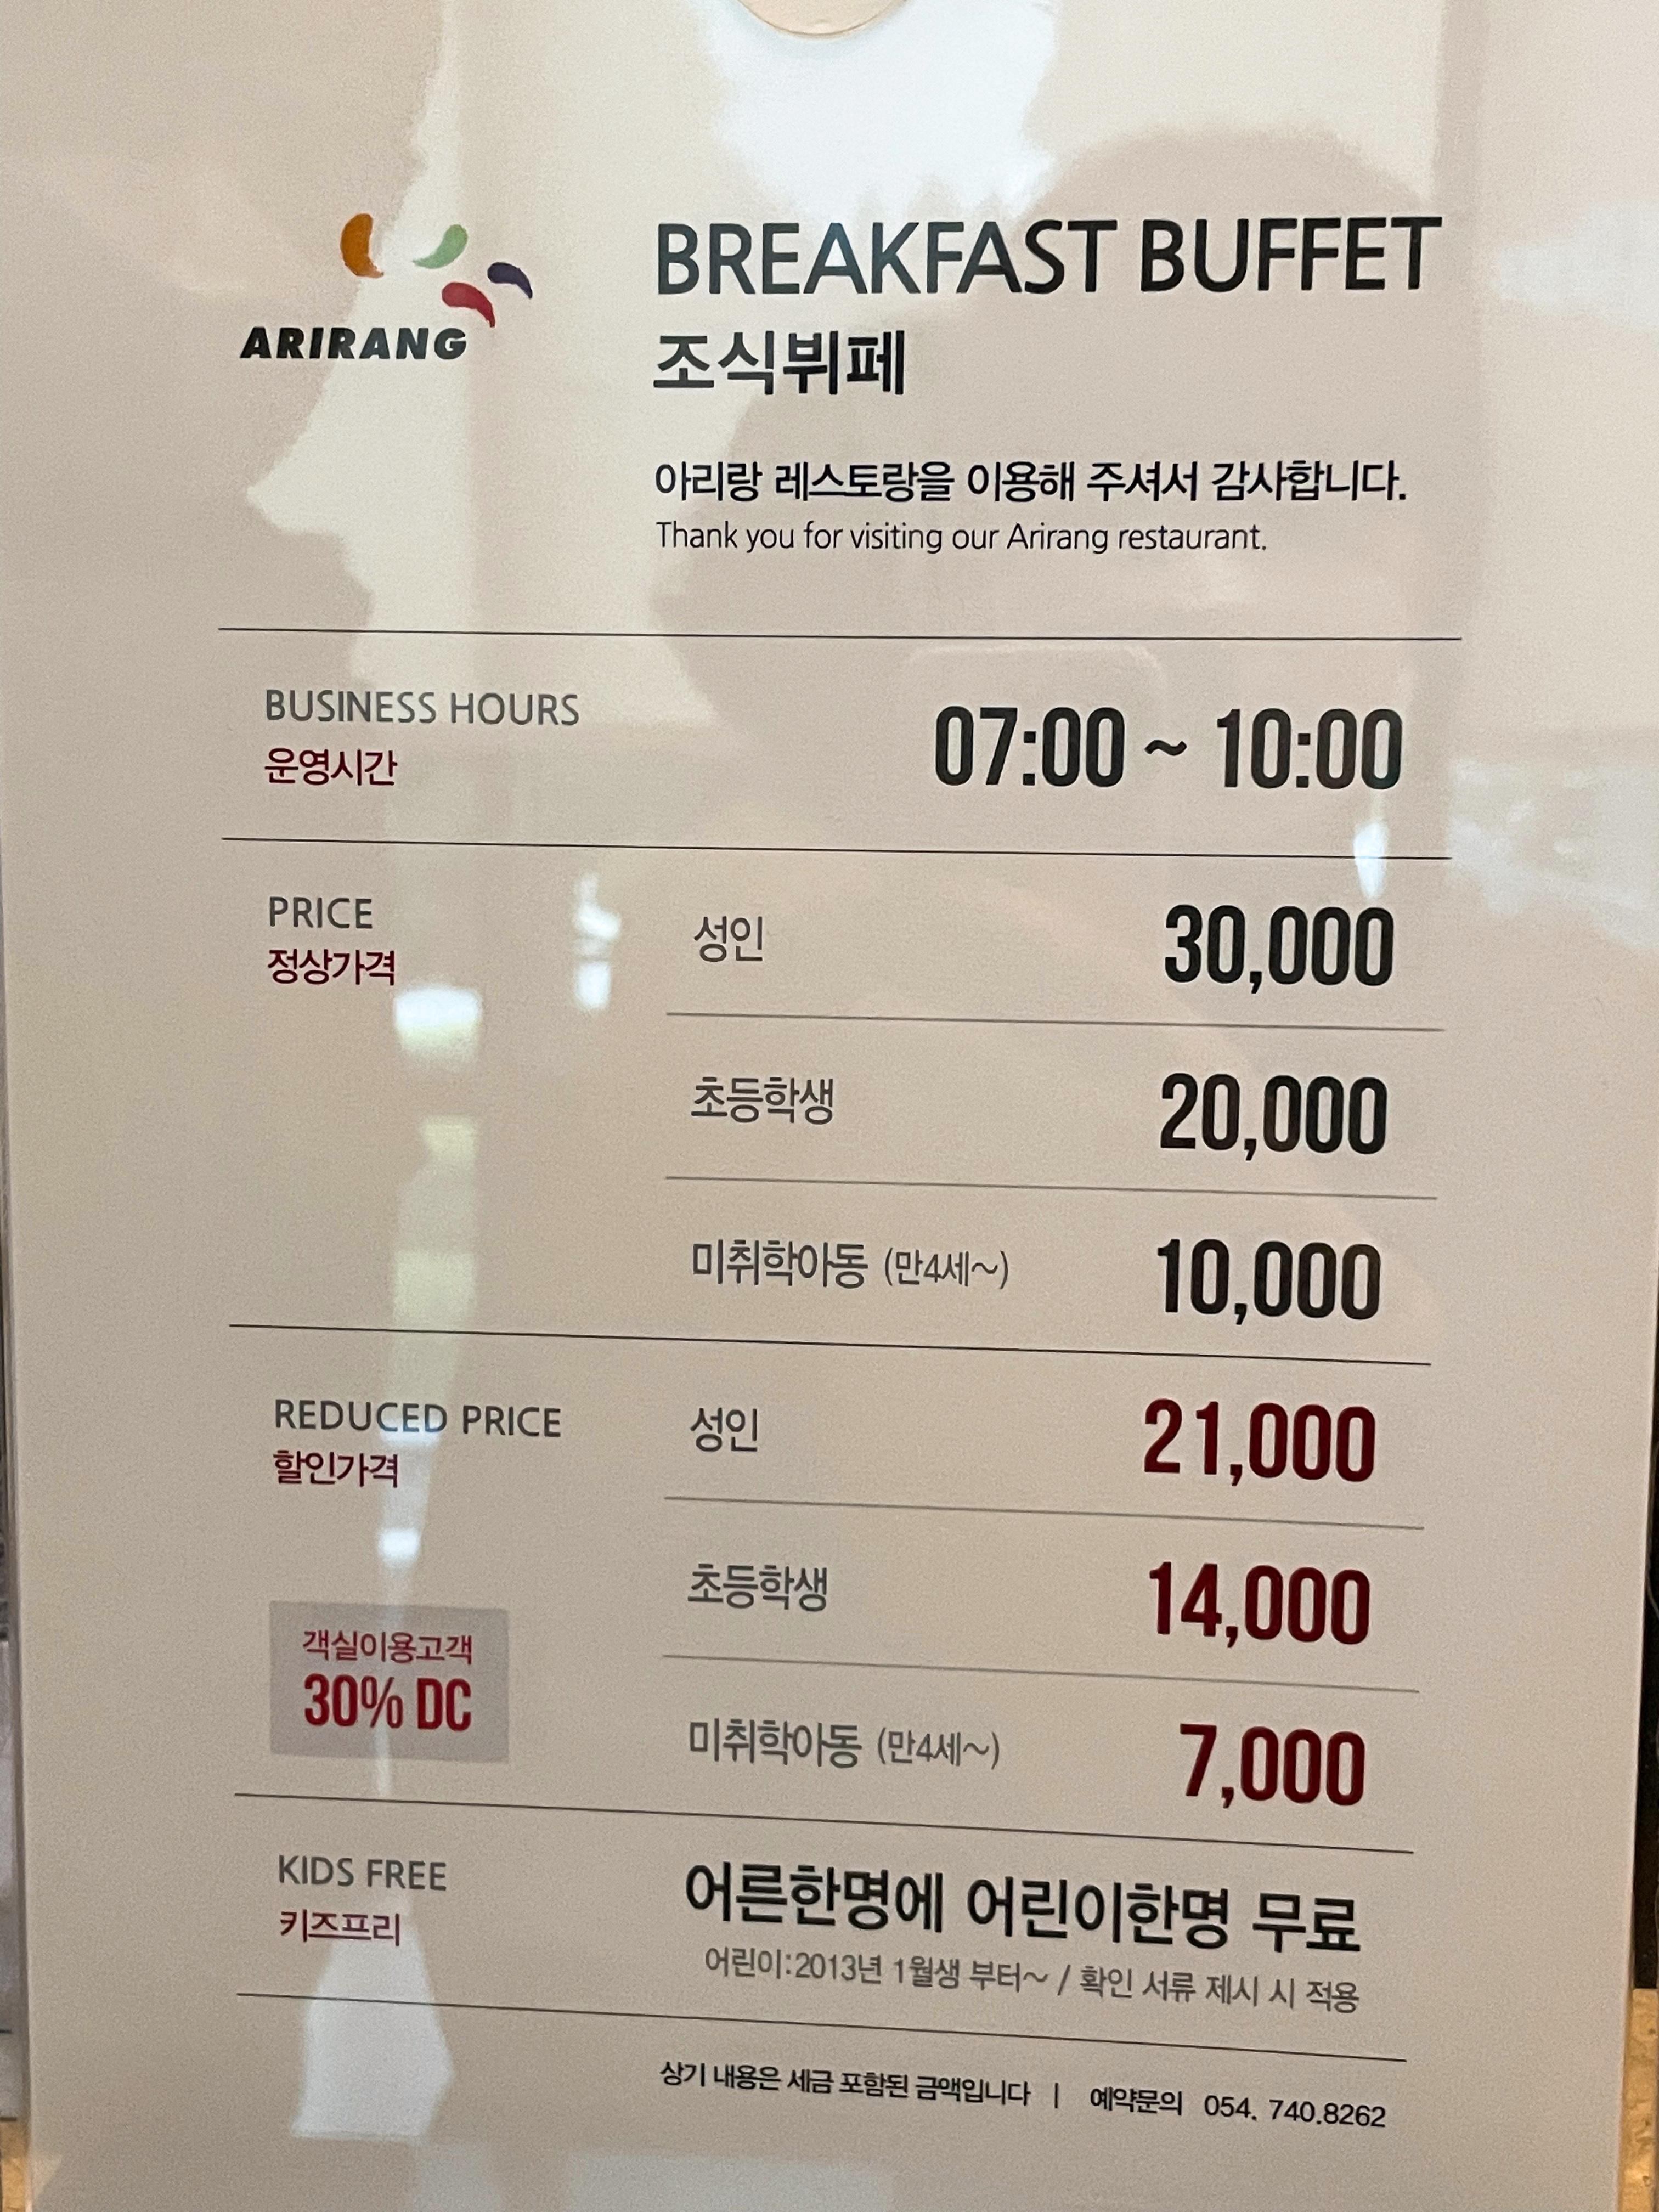 ARIRANG
BREAKFAST BUFFET
조식뷔페
아리랑 레스토랑을 이용해 주셔서 감사합니다.
Thank you for visiting our Arirang restaurant.
BUSINESS HOURS
운영시간
07:00 ~ 10:00
PRICE
정상가격
성인 30,000
초등학생 20,000
미취학아동 (만4세~) 10,000
REDUCED PRICE
할인가격
객실이용고객
30% DC
성인 21,000
초등학생 14,000
미취학아동 (만4세~) 7,000
KIDS FREE
키즈프리
어른한명에 어린이한명 무료
어린이:2013년 1월생 부터~ / 확인 서류 제시 시 적용
상기 내용은 세금 포함된 금액입니다 | 예약문의 054. 740.8262